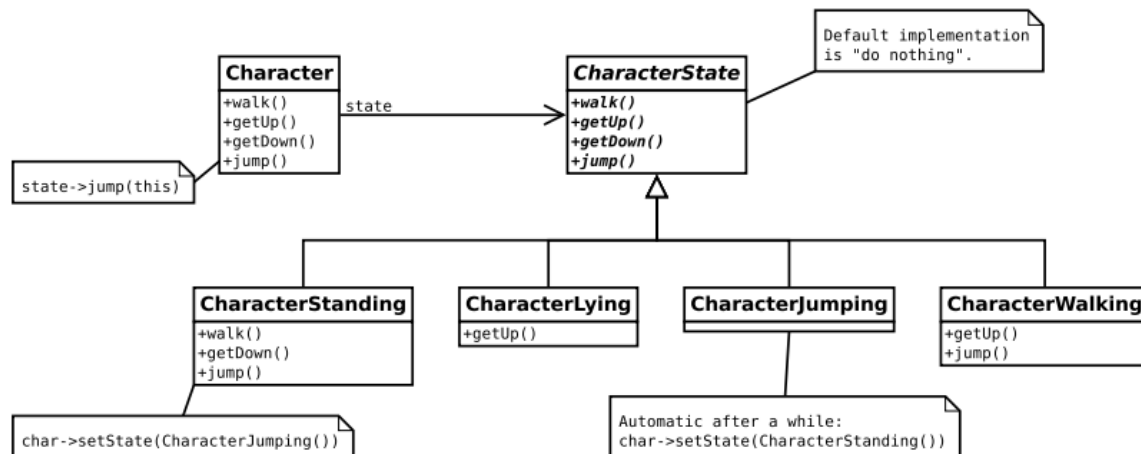 Default implementation
is "do nothing".
Character
CharacterState
+walk()
+getUp()
+getDown()
+jump()
state
+walk()
+getUp()
+getDown()
+jump()
state->jump(this)
CharacterStanding
CharacterLying
CharacterJumping
CharacterWalking
+walk()
+getDown()
+jump()
+getUp()
+getUp()
+jump()
char->setState(CharacterJumping())
Automatic after a while:
char->setState(CharacterStanding())